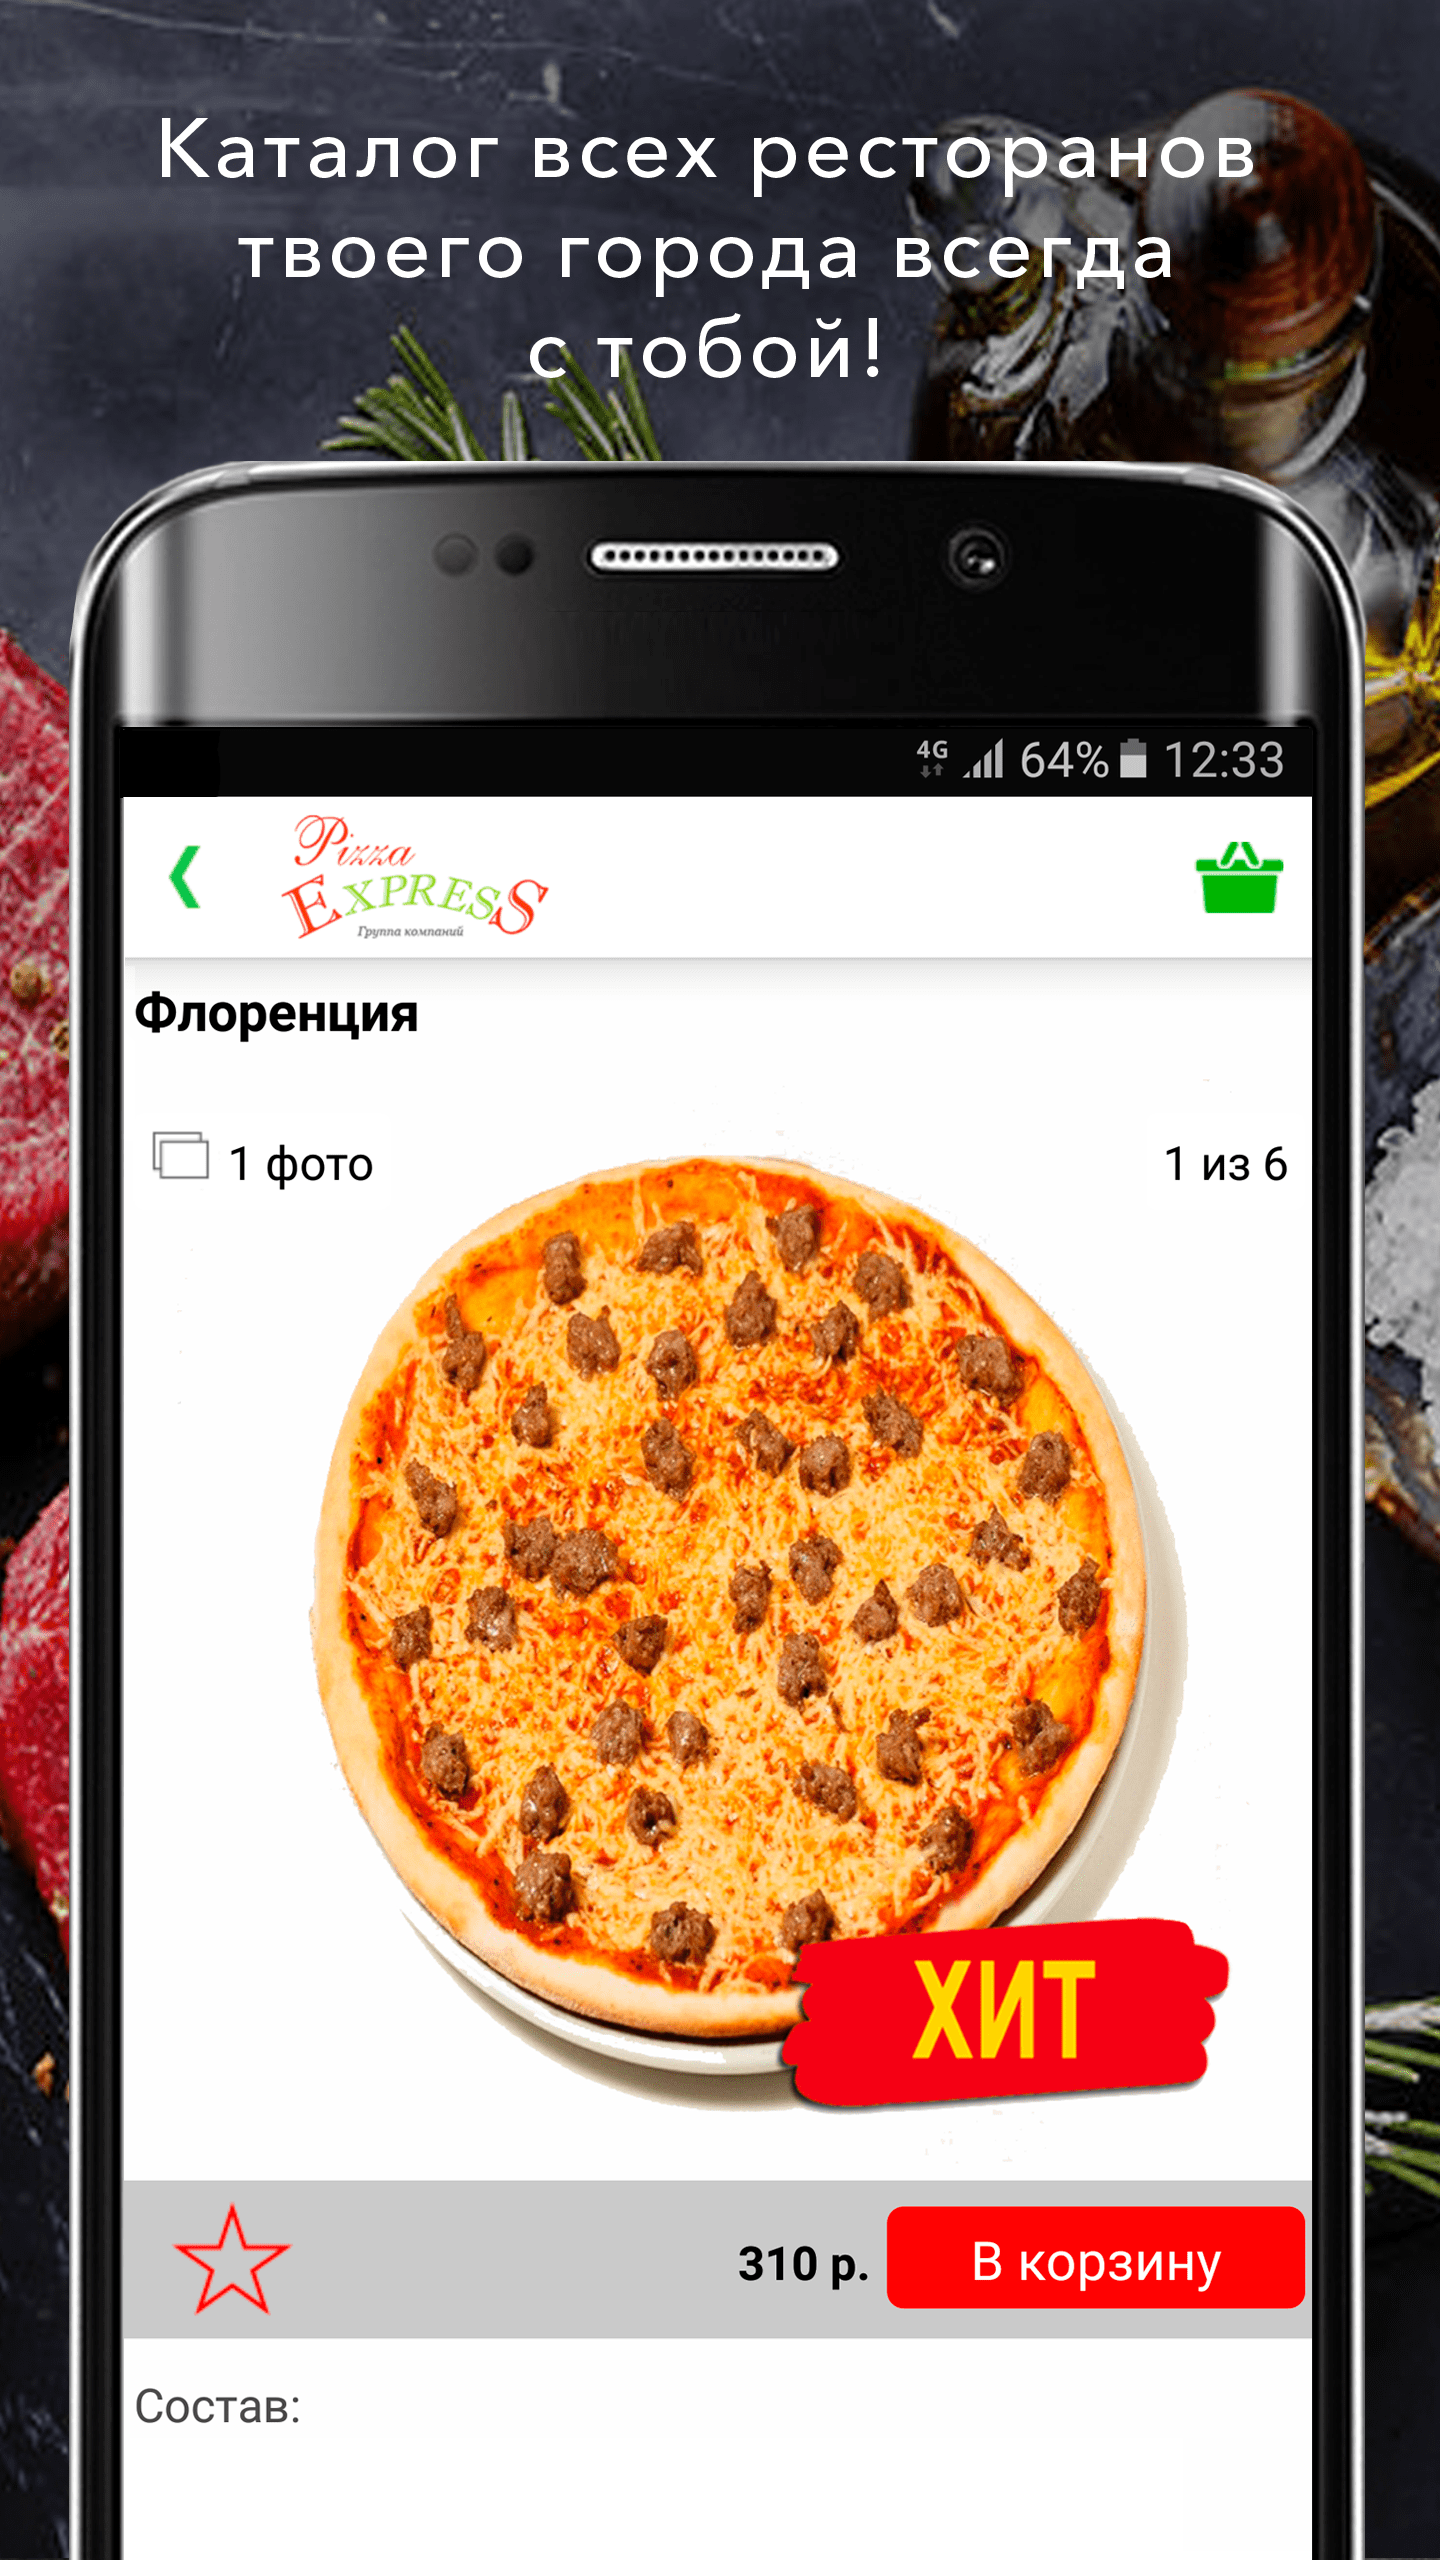 Каталог всех ресторанов
твоего города всегда
с тобой!
4G 64% 12:33
Pizza
EXPRESS
Группа компаний
Флоренция
1 фото
1 из 6
ХИТ
310 р.
В корзину
Состав: